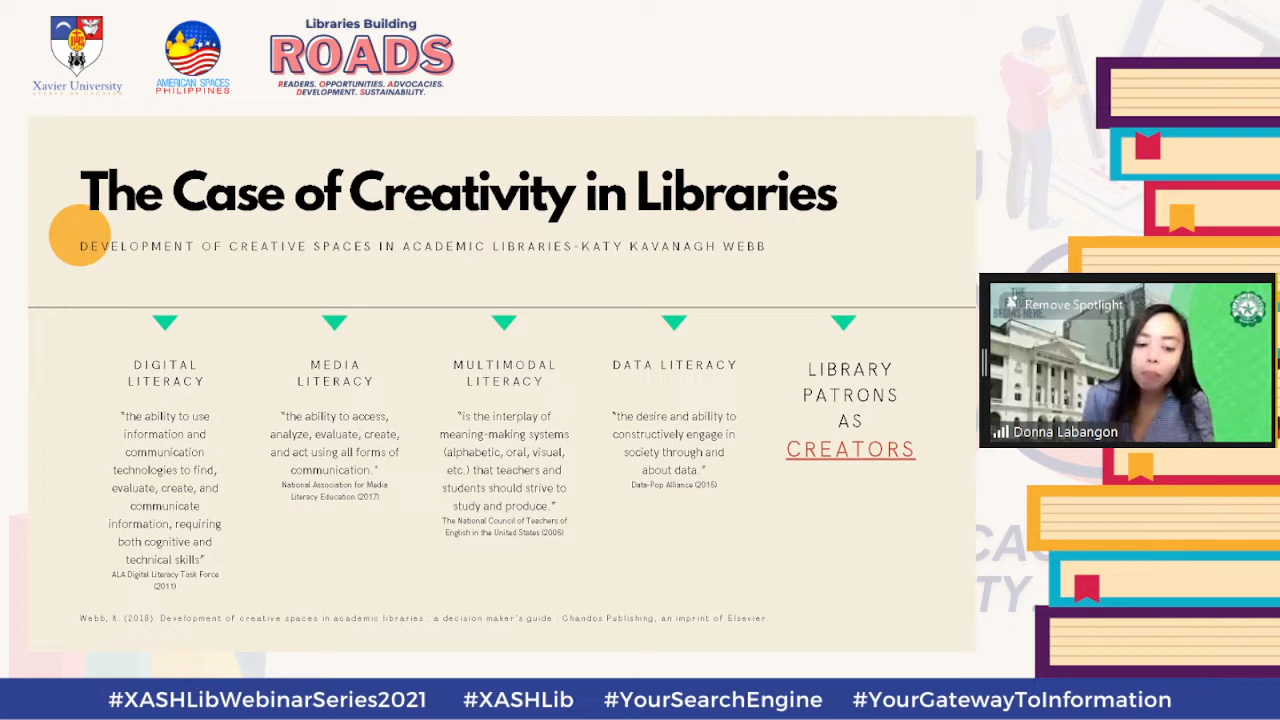 Xavier University
AMERICAN SPACES
PHILIPPINES
Libraries Building
ROADS
READERS. OPPORTUNITIES. ADVOCACIES.
DEVELOPMENT. SUSTAINABILITY.
The Case of Creativity in Libraries
DEVELOPMENT OF CREATIVE SPACES IN ACADEMIC LIBRARIES-KATY KAVANAGH WEBB
DIGITAL
LITERACY
"the ability to use
information and
communication
technologies to find,
evaluate, create, and
communicate
information, requiring
both cognitive and
technical skills"
ALA Digital Literacy Task Force
(2011)
MEDIA
LITERACY
"the ability to access,
analyze, evaluate, create,
and act using all forms of
communication."
National Association for Media
Literacy Education (2017)
MULTIMODAL
LITERACY
"is the interplay of
meaning-making systems
(alphabetic, oral, visual,
etc.) that teachers and
students should strive to
study and produce."
The National Council of Teachers of
English in the United States (2005)
DATA LITERACY
"the desire and ability to
constructively engage in
society through and
about data."
Data-Pop Alliance (2015)
LIBRARY
PATRONS
AS
CREATORS
Webb, K. (2018). Development of creative spaces in academic libraries : a decision maker's guide . Chandos Publishing, an imprint of Elsevier.
Remove Spotlight
Donna Labangon
#XASHLibWebinarSeries2021 #XASHLib #YourSearchEngine #YourGatewayToInformation